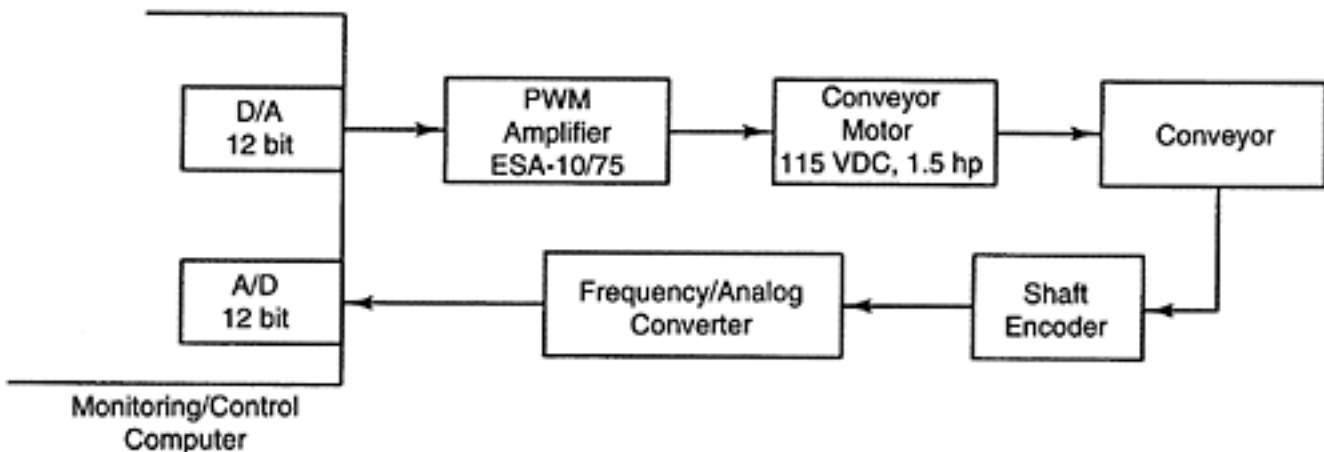 D/A
12 bit
PWM
Amplifier
ESA-10/75
Conveyor
Motor
115 VDC, 1.5 hp
Conveyor
A/D
12 bit
Frequency/Analog
Converter
Shaft
Encoder
Monitoring/Control
Computer